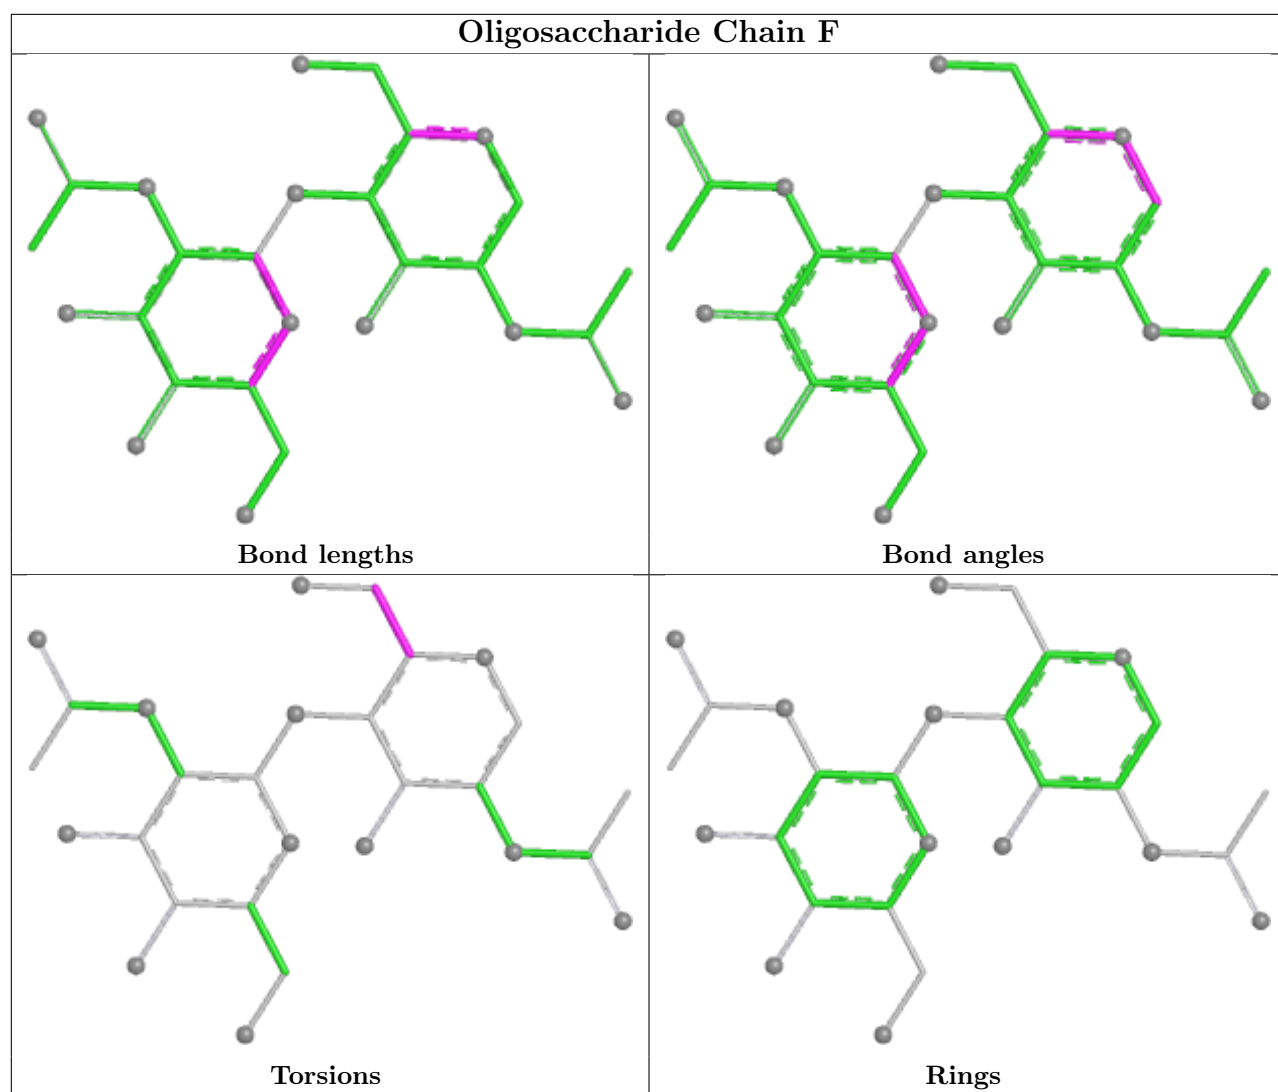 Oligosaccharide Chain F
Bond lengths
Bond angles
Torsions
Rings